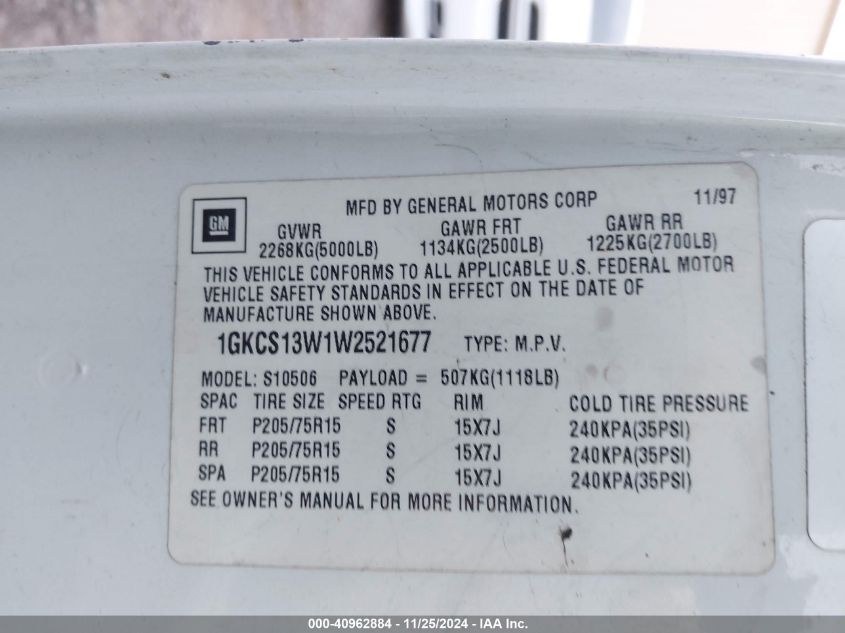 MFD BY GENERAL MOTORS CORP 11/97
GM
GVWR GAWR FRT GAWR RR
2268KG(5000LB) 1134KG(2500LB) 1225KG(2700LB)
THIS VEHICLE CONFORMS TO ALL APPLICABLE U.S. FEDERAL MOTOR
VEHICLE SAFETY STANDARDS IN EFFECT ON THE DATE OF
MANUFACTURE SHOWN ABOVE.
1GKCS13W1W2521677 TYPE: M.P.V.
MODEL: S10506 PAYLOAD = 507KG(1118LB)
SPAC TIRE SIZE SPEED RTG RIM COLD TIRE PRESSURE
FRT P205/75R15 S 15X7J 240KPA(35PSI)
RR P205/75R15 S 15X7J 240KPA(35PSI)
SPA P205/75R15 S 15X7J 240KPA(35PSI)
SEE OWNER'S MANUAL FOR MORE INFORMATION.
000-40962884 - 11/25/2024 - IAA Inc.